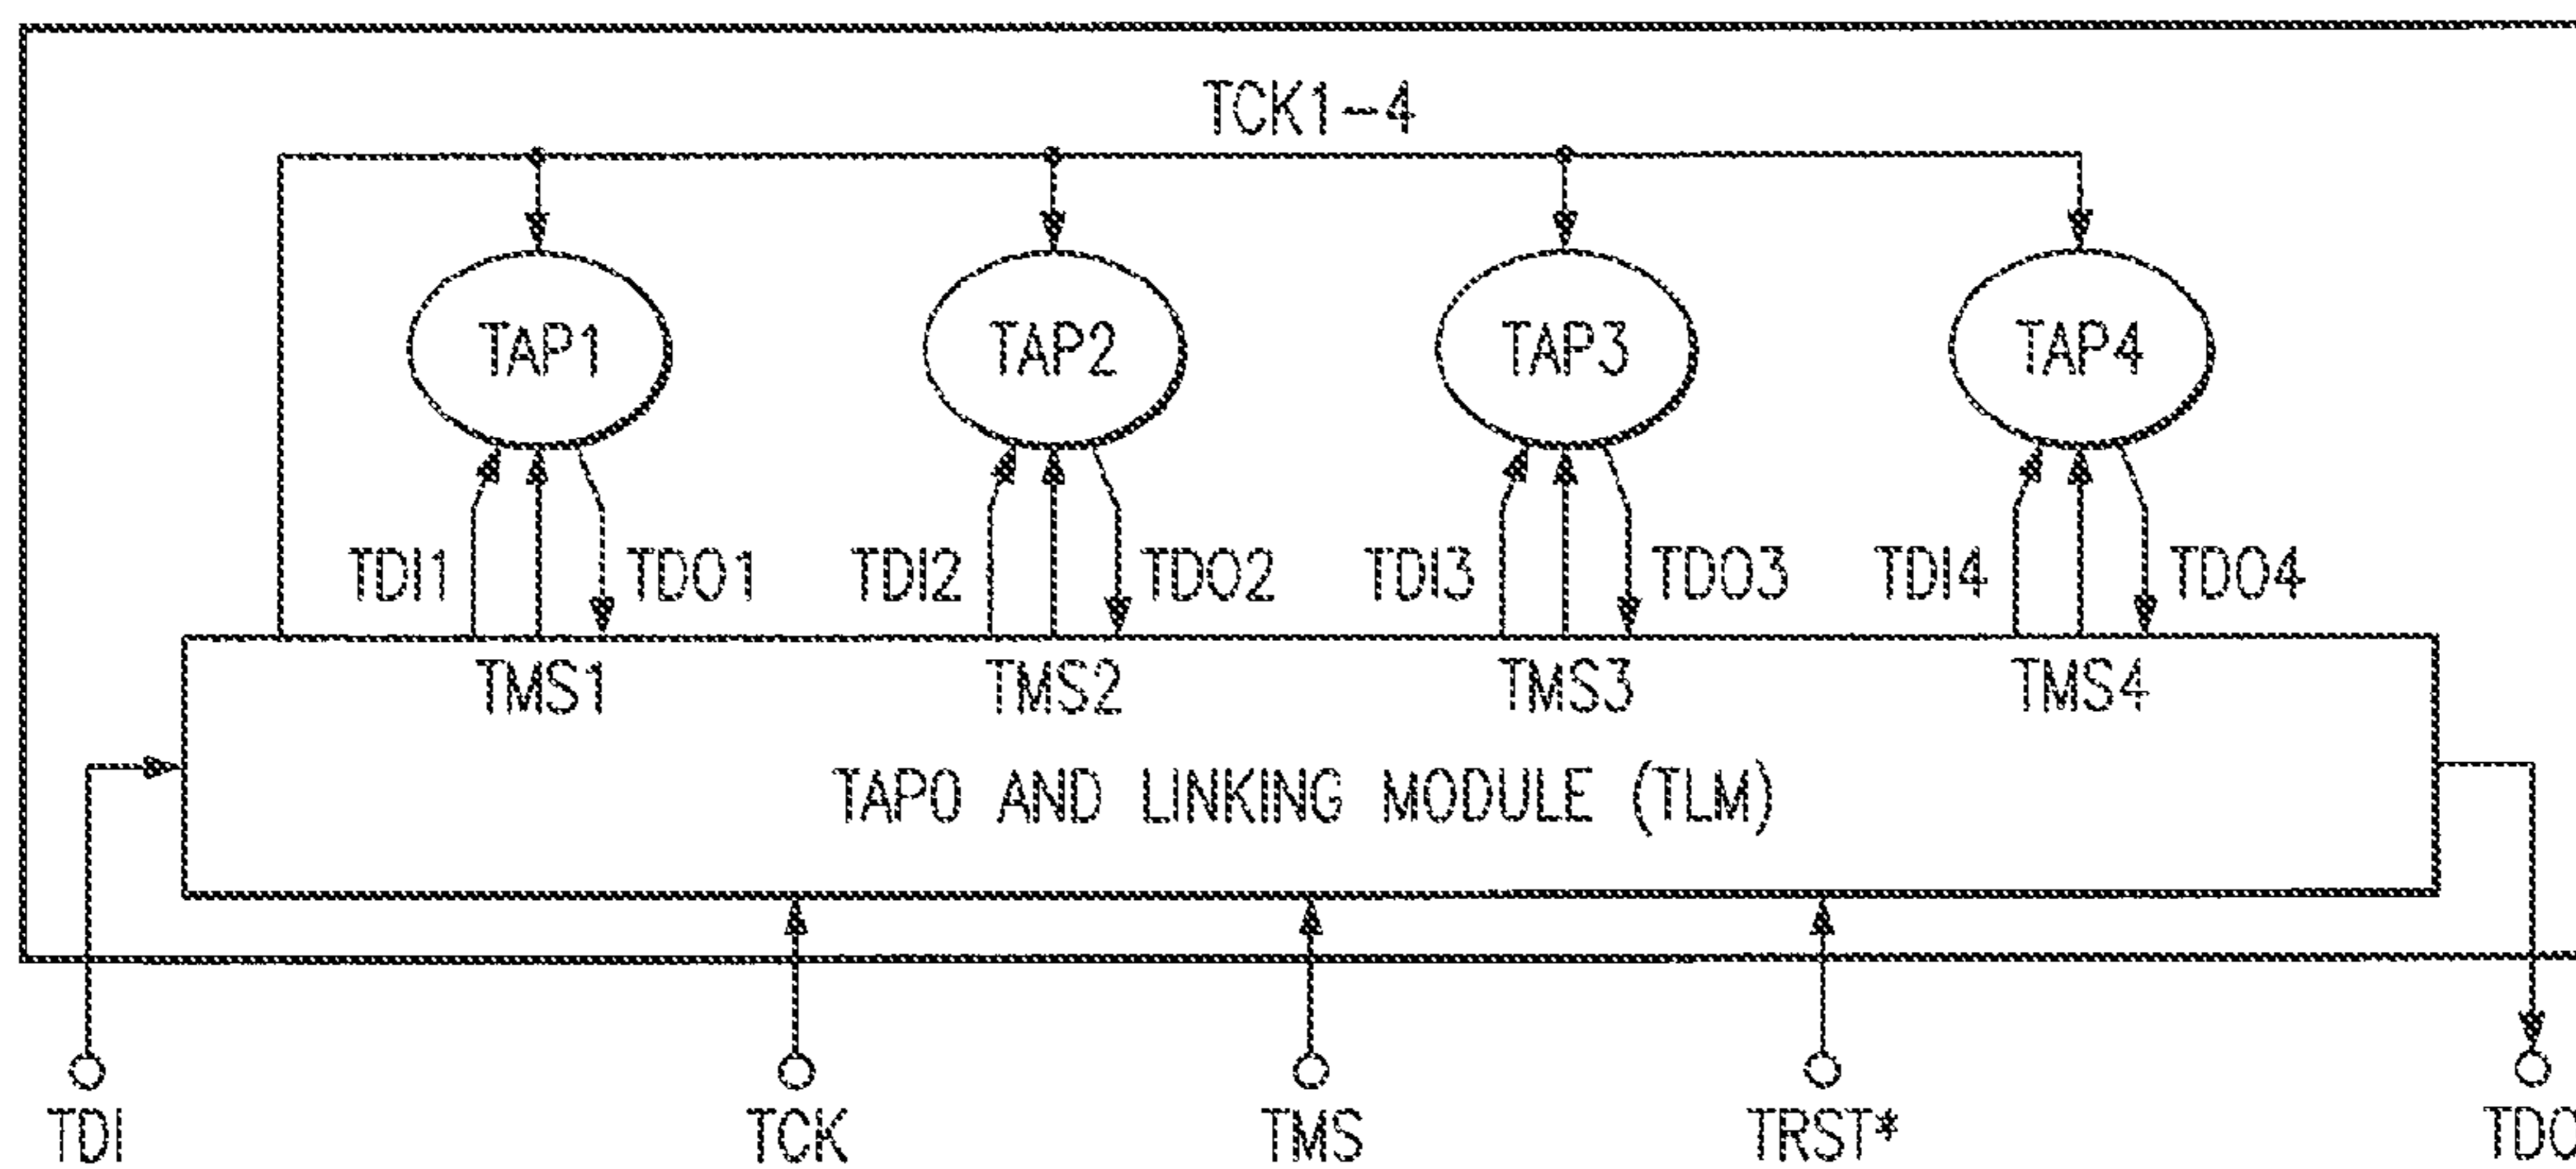 TCK1-4
TAP1 TAP2 TAP3 TAP4
TDI1 TDO1 TDI2 TDO2 TDI3 TDO3 TDI4 TDO4
TMS1 TMS2 TMS3 TMS4
TAP0 AND LINKING MODULE (TLM)
TDI TCK TMS TRST* TDO